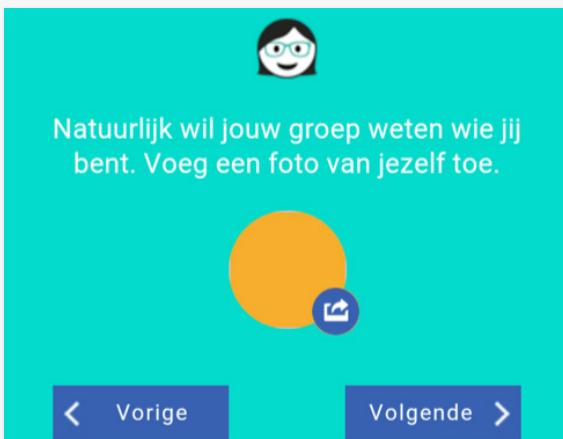 Natuurlijk wil jouw groep weten wie jij
bent. Voeg een foto van jezelf toe.
Vorige
Volgende